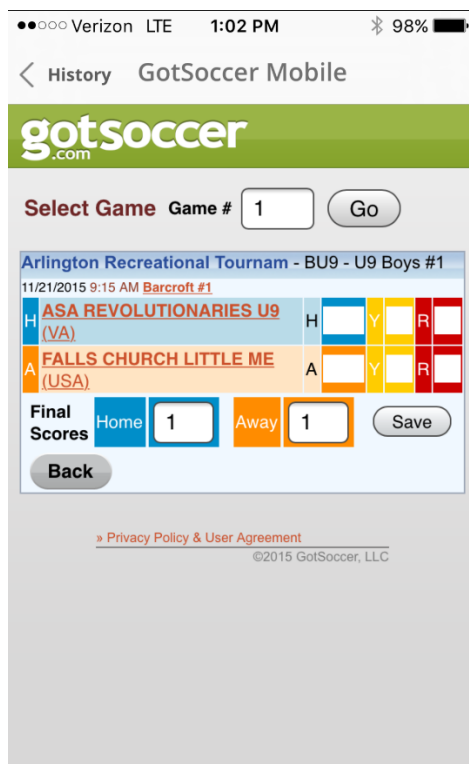 Verizon LTE 1:02 PM 98%
History GotSoccer Mobile
gotsoccer
.com
Select Game Game # 1 Go
Arlington Recreational Tournam - BU9 - U9 Boys #1
11/21/2015 9:15 AM Barcroft #1
H ASA REVOLUTIONARIES U9 H Y R
(VA)
A FALLS CHURCH LITTLE ME A Y R
(USA)
Final
Scores Home 1 Away 1 Save
Back
» Privacy Policy & User Agreement
©2015 GotSoccer, LLC